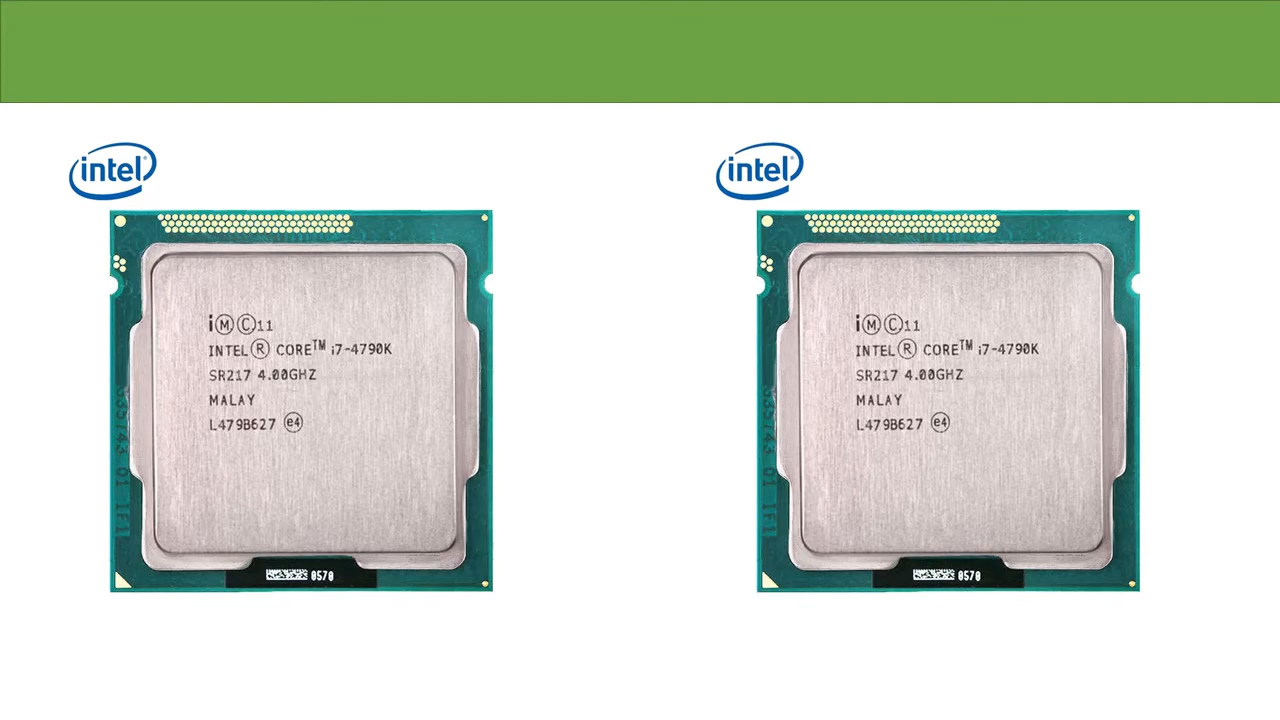 intel®
iⓂ©11
INTEL® CORE™ i7-4790K
SR217 4.00GHZ
MALAY
L479B627 e4
0570
intel®
iⓂ©11
INTEL® CORE™ i7-4790K
SR217 4.00GHZ
MALAY
L479B627 e4
0570